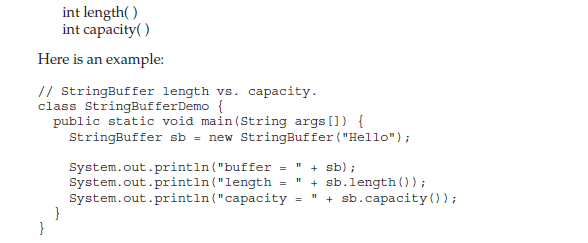 int length( )
int capacity( )
Here is an example:
// StringBuffer length vs. capacity.
class StringBufferDemo {
public static void main(String args[]) {
StringBuffer sb = new StringBuffer("Hello");
System.out.println("buffer = " + sb);
System.out.println("length = " + sb.length());
System.out.println("capacity = " + sb.capacity());
}
}